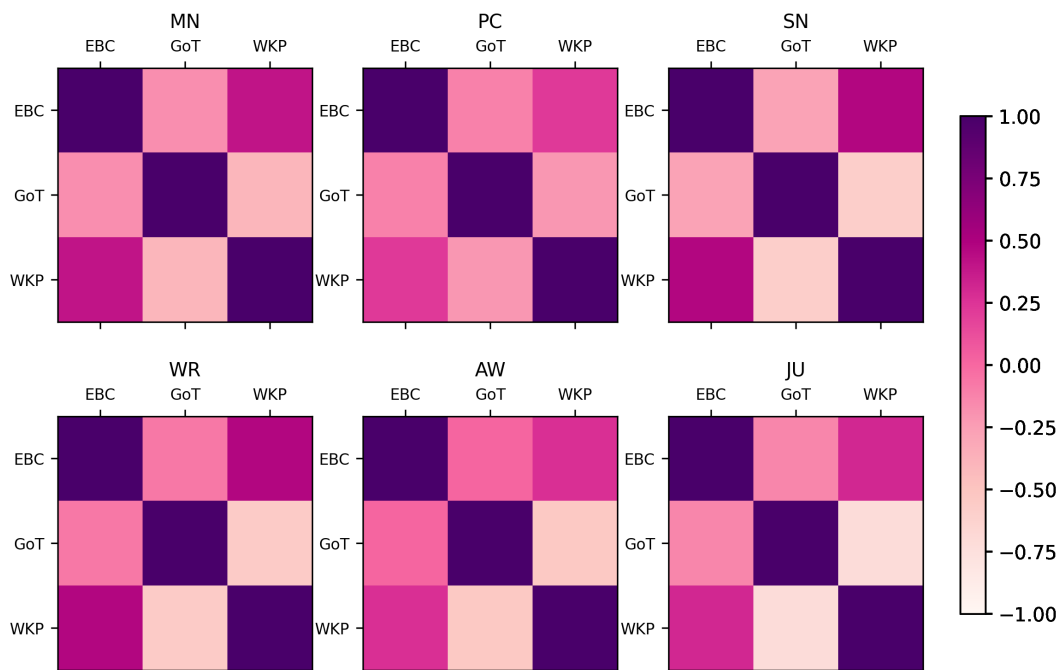 MN PC SN
EBC GoT WKP EBC GoT WKP EBC GoT WKP
EBC EBC EBC
GoT GoT GoT
WKP WKP WKP
WR AW JU
EBC GoT WKP EBC GoT WKP EBC GoT WKP
EBC EBC EBC
GoT GoT GoT
WKP WKP WKP
1.00
0.75
0.50
0.25
0.00
−0.25
−0.50
−0.75
−1.00